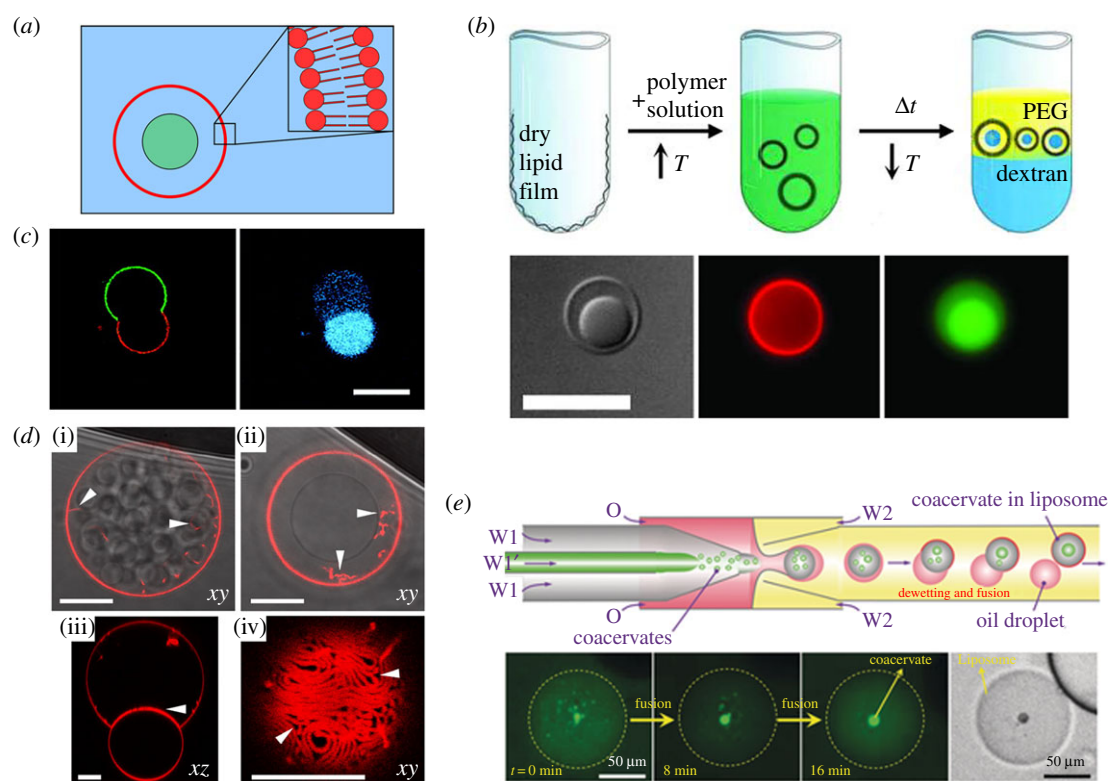 (a)
(b)
dry
lipid
film
polymer
+ solution
↑ T
Δt
↓ T
PEG
dextran
(c)
(d)
(i)
(ii)
xy
xy
(iii)
(iv)
xz
xy
(e)
O
W2
coacervate in
liposome
W1
W1′
W1
dewetting and fusion
O
W2
coacervates
oil droplet
coacervate
Liposome
fusion
fusion
t = 0 min
50 μm
8 min
16 min
50 μm